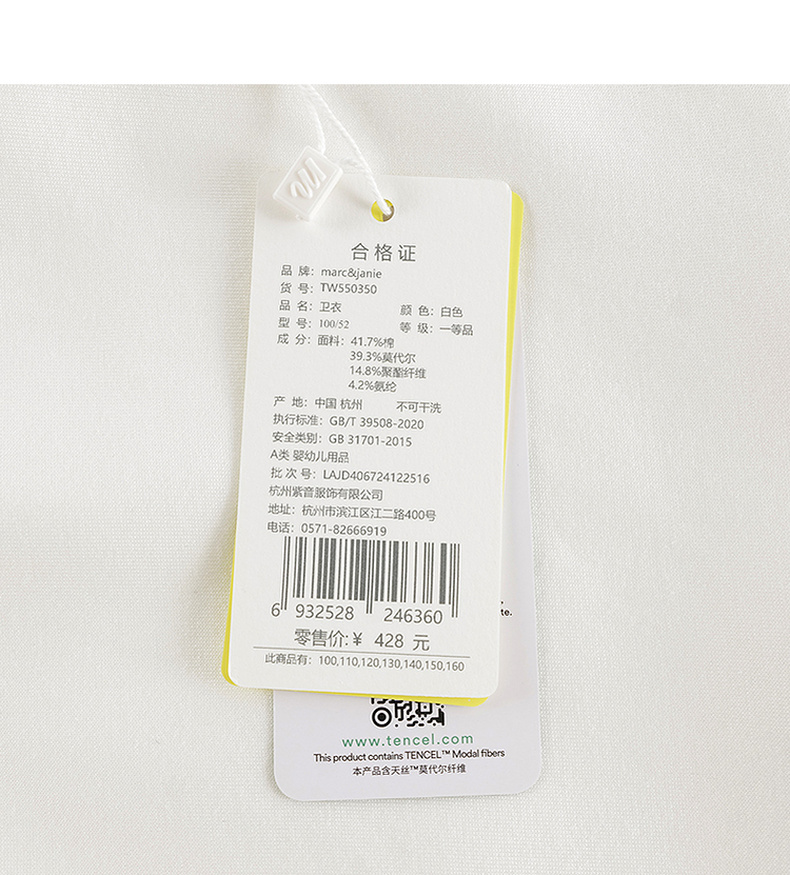 合格证
品 牌：marc&janie
货 号：TW550350
品 名：卫衣 颜 色：白色
型 号：100/52 等 级：一等品
成 分：面料：41.7%棉
39.3%莫代尔
14.8%聚酯纤维
4.2%氨纶
产 地：中国 杭州 不可干洗
执行标准：GB/T 39508-2020
安全类别：GB 31701-2015
A类 婴幼儿用品
批 次 号：LAJD406724122516
杭州紫音服饰有限公司
地址：杭州市滨江区江二路400号
电话：0571-82666919
6 932528 246360
零售价:¥ 428 元
此商品有：100,110,120,130,140,150,160
te.
www.tencel.com
This product contains TENCEL™ Modal fibers
本产品含天丝™莫代尔纤维